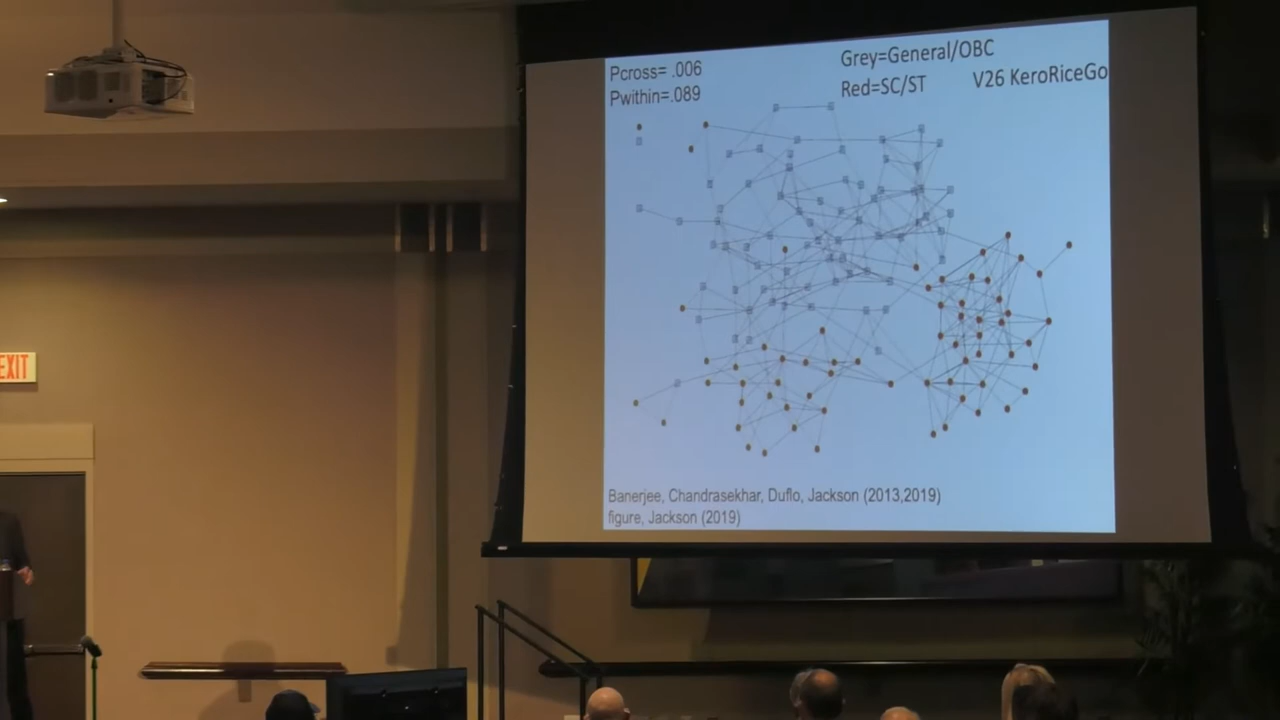 Pcross= .006
Pwithin=.089
Grey=General/OBC
Red=SC/ST
V26 KeroRiceGo
Banerjee, Chandrasekhar, Duflo, Jackson (2013,2019)
figure, Jackson (2019)
EXIT